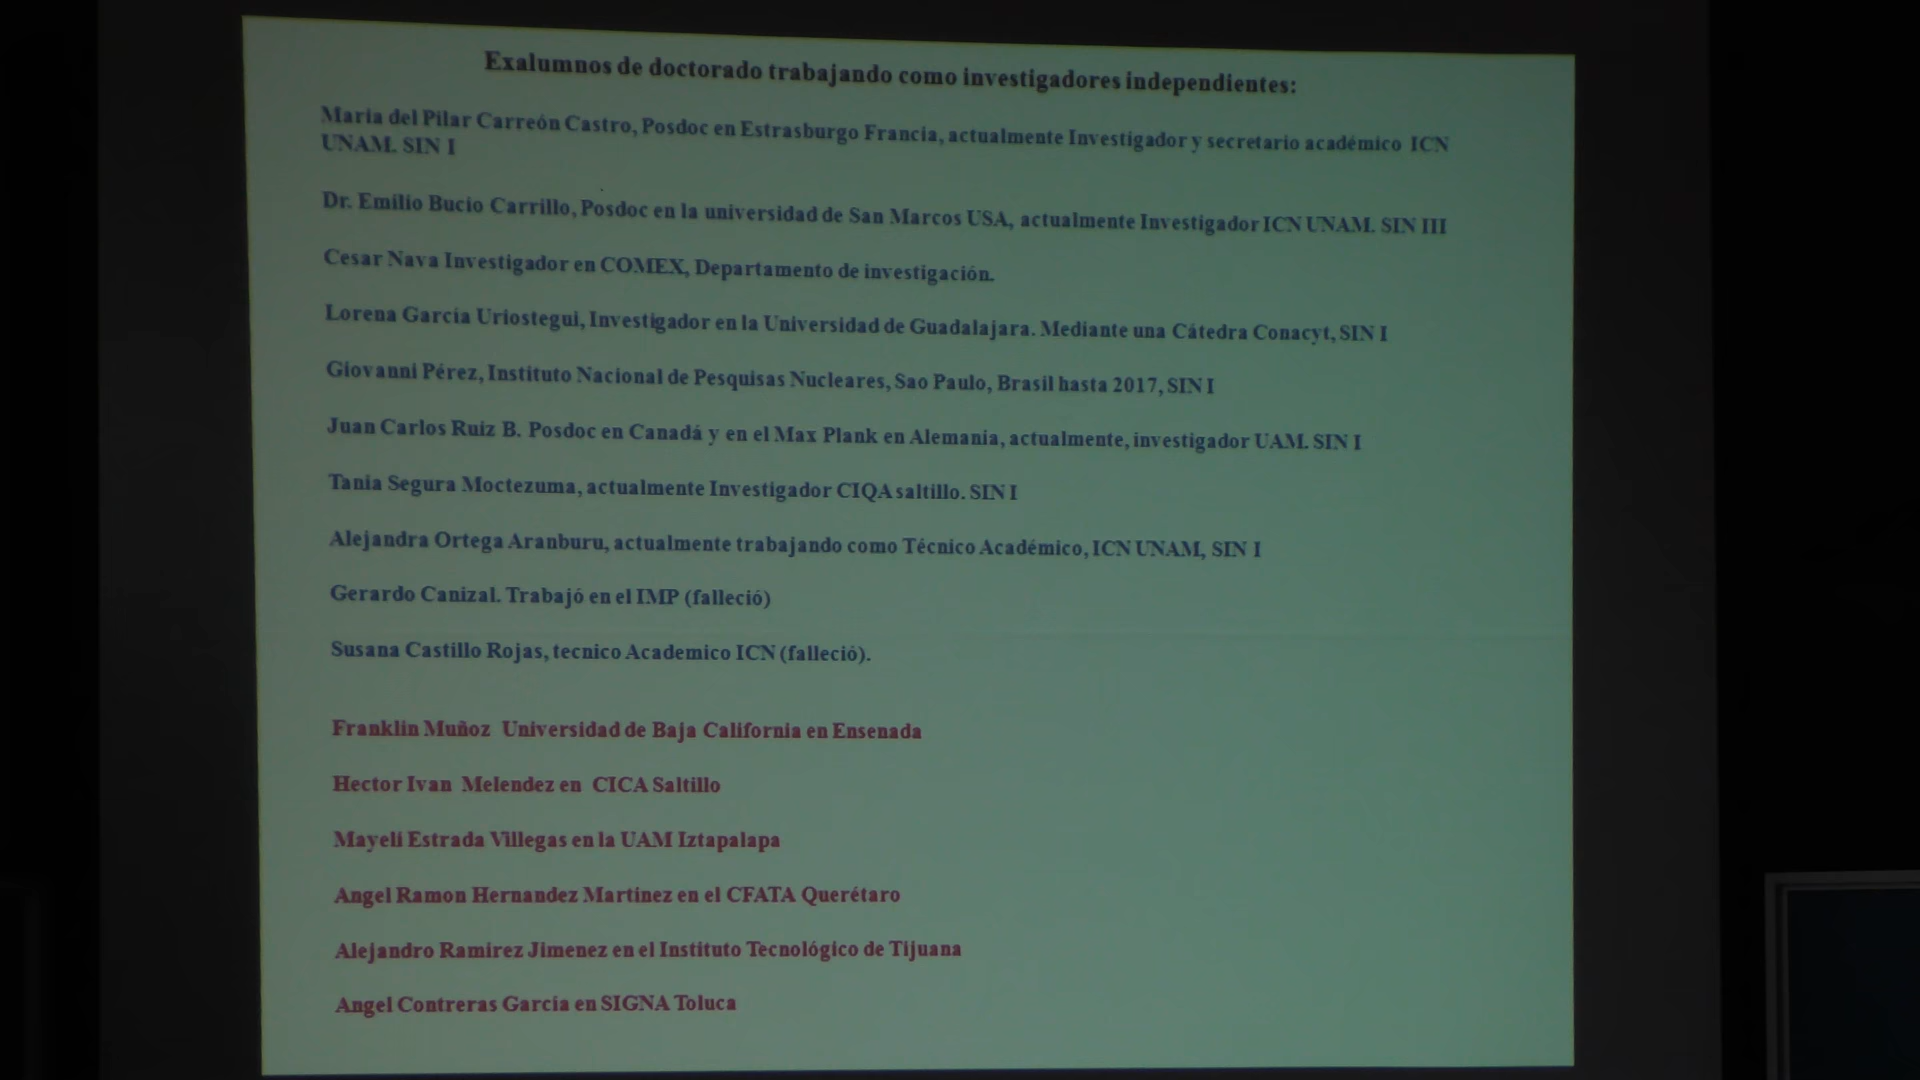 Exalumnos de doctorado trabajando como investigadores independientes:
Maria del Pilar Carreón Castro, Posdoc en Estrasburgo Francia, actualmente Investigador y secretario académico ICN
UNAM. SIN I
Dr. Emilio Bucio Carrillo, Posdoc en la universidad de San Marcos USA, actualmente Investigador ICN UNAM. SIN III
Cesar Nava Investigador en COMEX, Departamento de investigación.
Lorena García Uriostegui, Investigador en la Universidad de Guadalajara. Mediante una Cátedra Conacyt, SIN I
Giovanni Pérez, Instituto Nacional de Pesquisas Nucleares, Sao Paulo, Brasil hasta 2017, SIN I
Juan Carlos Ruiz B. Posdoc en Canadá y en el Max Plank en Alemania, actualmente, investigador UAM. SIN I
Tania Segura Moctezuma, actualmente Investigador CIQA saltillo. SIN I
Alejandra Ortega Aranburu, actualmente trabajando como Técnico Académico, ICN UNAM, SIN I
Gerardo Canizal. Trabajó en el IMP (falleció)
Susana Castillo Rojas, tecnico Academico ICN (falleció).
Franklin Muñoz Universidad de Baja California en Ensenada
Hector Ivan Melendez en CICA Saltillo
Mayeli Estrada Villegas en la UAM Iztapalapa
Angel Ramon Hernandez Martinez en el CFATA Querétaro
Alejandro Ramirez Jimenez en el Instituto Tecnológico de Tijuana
Angel Contreras García en SIGNA Toluca